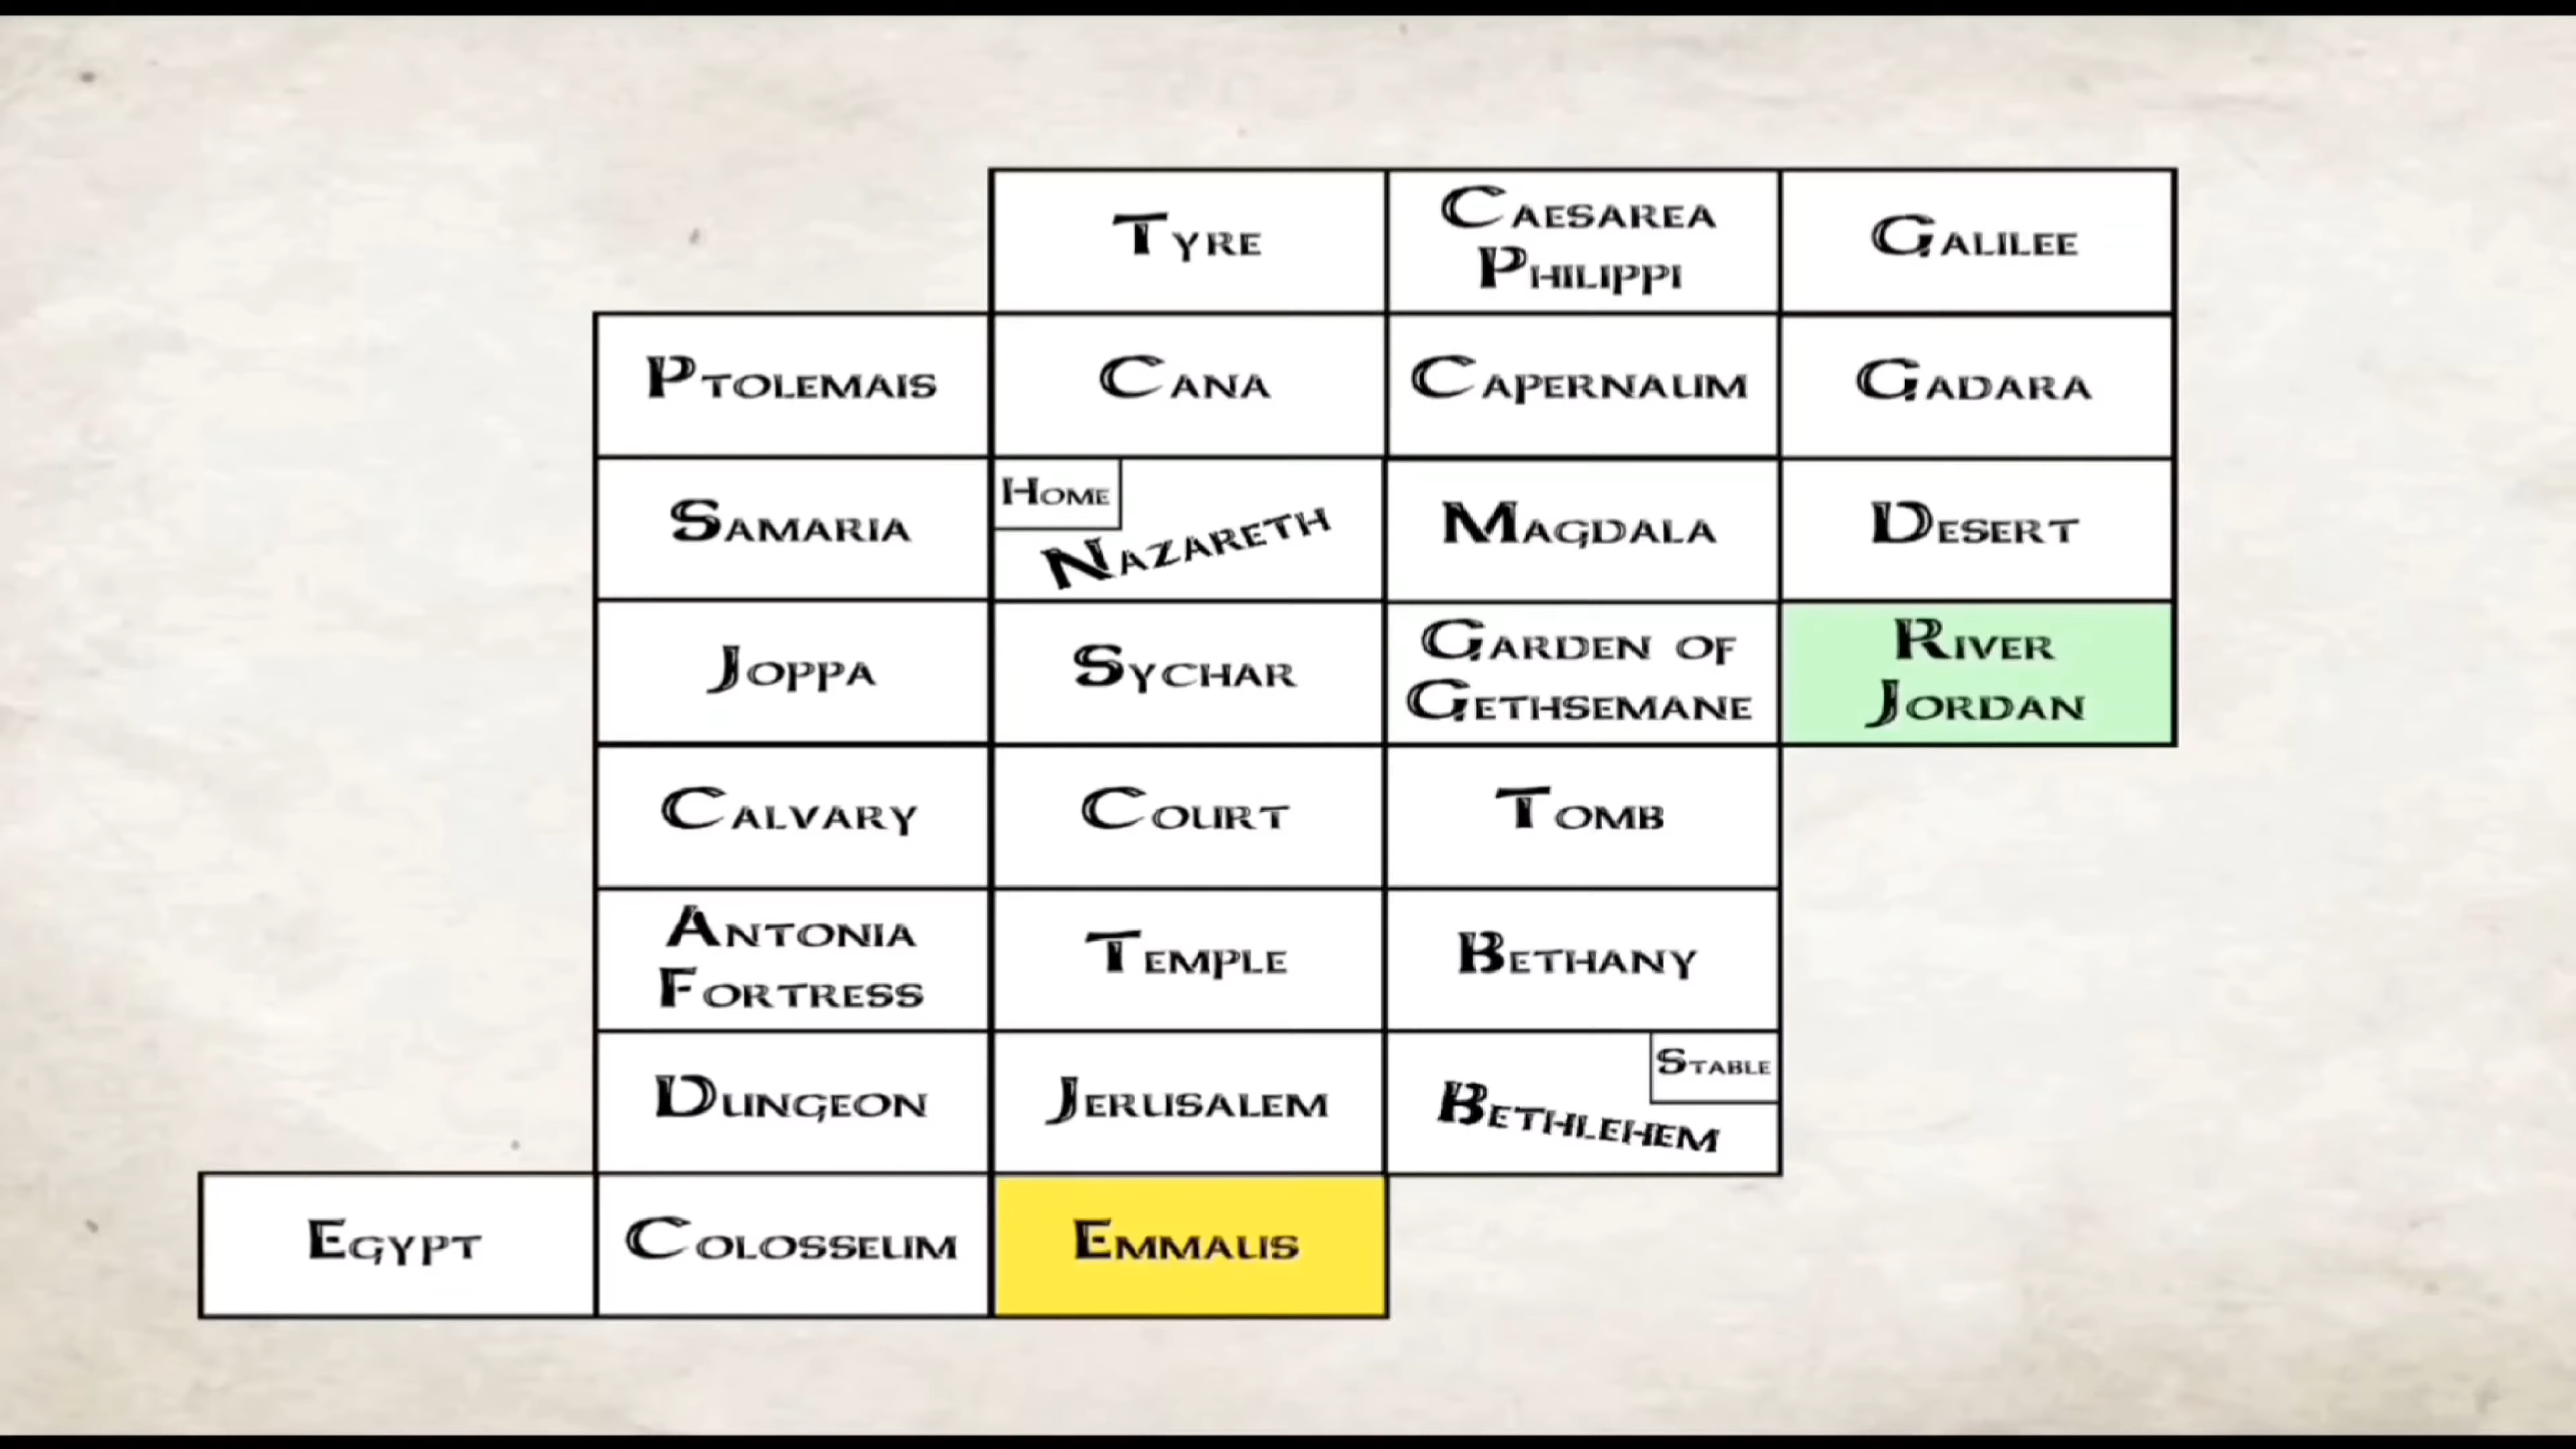 Tyre
Caesarea
Philippi
Galilee
Ptolemais
Cana
Capernaum
Gadara
Samaria
Home
Nazareth
Magdala
Desert
Joppa
Sychar
Garden of
Gethsemane
River
Jordan
Calvary
Court
Tomb
Antonia
Fortress
Temple
Bethany
Dungeon
Jerusalem
Stable
Bethlehem
Egypt
Colosseum
Emmaus